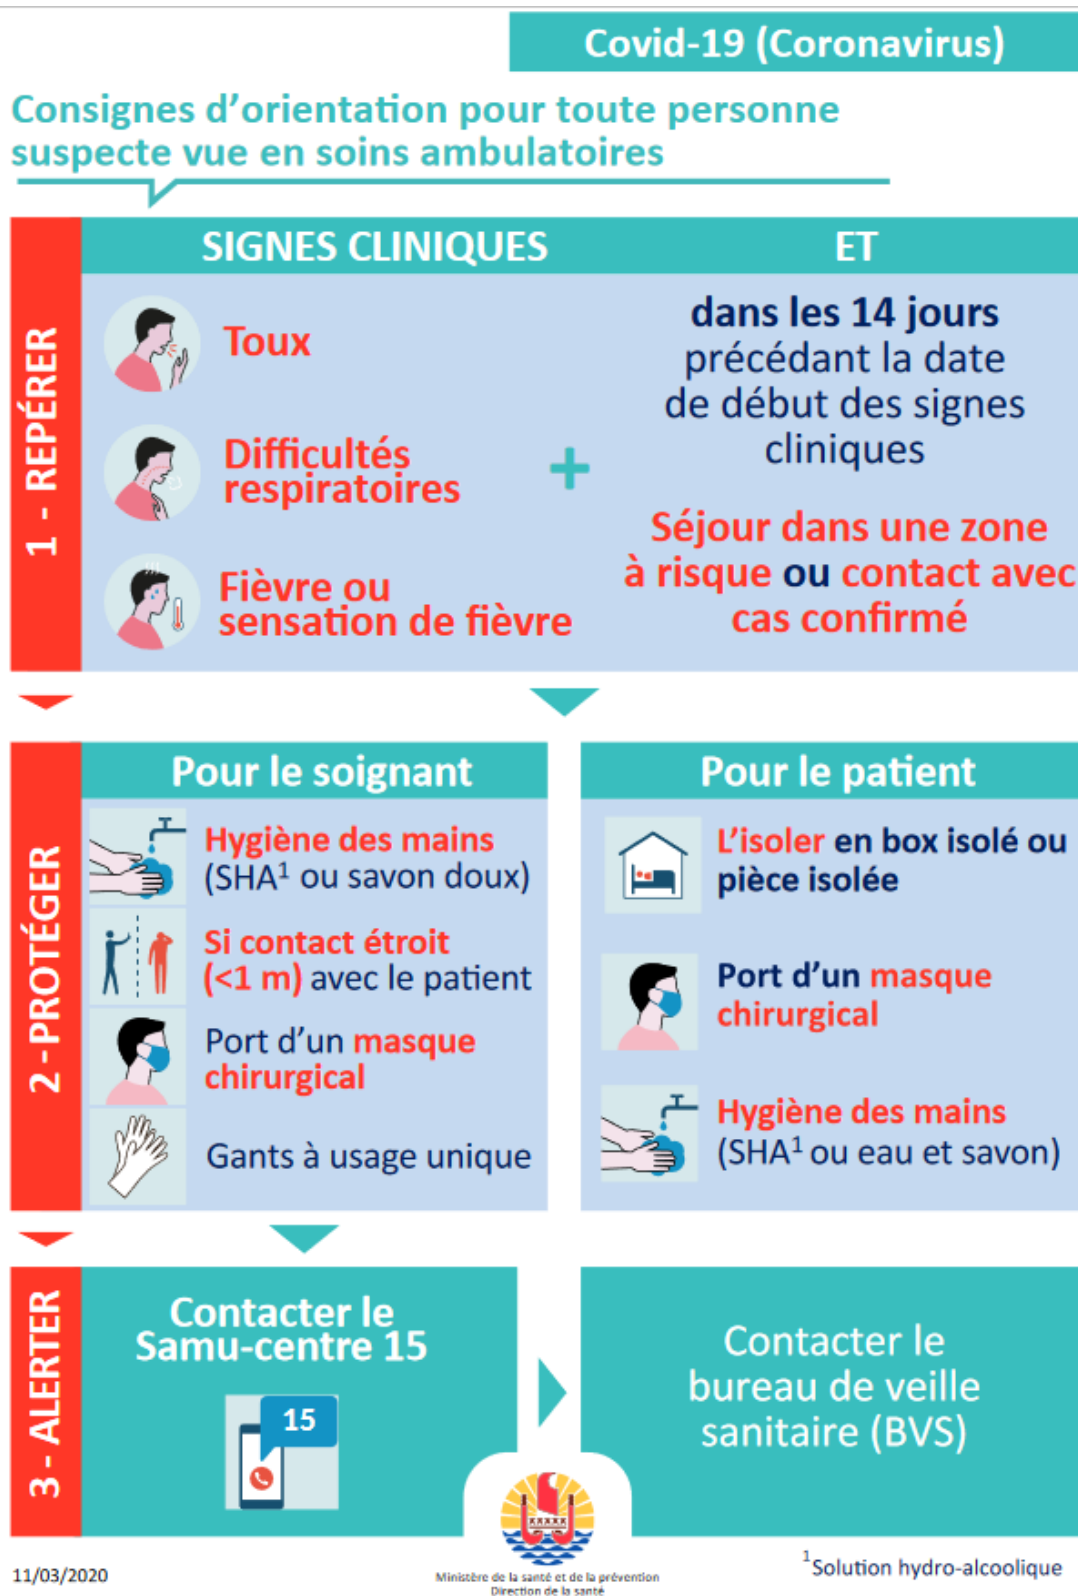 Covid-19 (Coronavirus)
Consignes d'orientation pour toute personne
suspecte vue en soins ambulatoires
1 - REPÉRER
SIGNES CLINIQUES
Toux
Difficultés
respiratoires
Fièvre ou
sensation de fièvre
+
ET
dans les 14 jours
précédant la date
de début des signes
cliniques
Séjour dans une zone
à risque ou contact avec
cas confirmé
2 -PROTÉGER
Pour le soignant
Hygiène des mains
(SHA¹ ou savon doux)
Si contact étroit
(<1 m) avec le patient
Port d'un masque
chirurgical
Gants à usage unique
Pour le patient
L'isoler en box isolé ou
pièce isolée
Port d'un masque
chirurgical
Hygiène des mains
(SHA¹ ou eau et savon)
3 - ALERTER
Contacter le
Samu-centre 15
15
Contacter le
bureau de veille
sanitaire (BVS)
11/03/2020
Ministère de la santé et de la prévention
Direction de la santé
¹Solution hydro-alcoolique